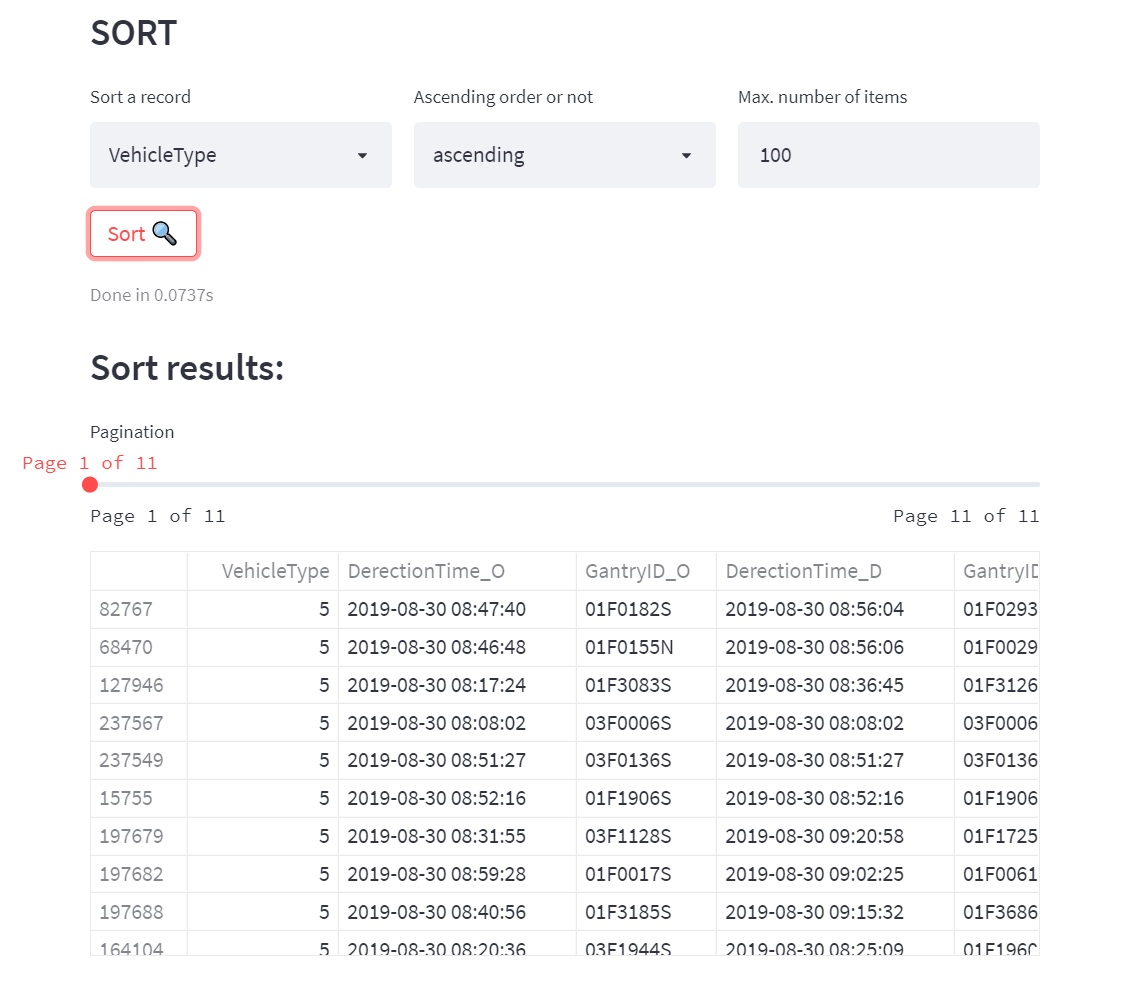 SORT
Sort a record Ascending order or not Max. number of items
VehicleType ascending 100
Sort
Done in 0.0737s
Sort results:
Pagination
Page 1 of 11
Page 1 of 11 Page 11 of 11
VehicleType DerectionTime_O GantryID_O DerectionTime_D GantryID
82767 5 2019-08-30 08:47:40 01F0182S 2019-08-30 08:56:04 01F0293
68470 5 2019-08-30 08:46:48 01F0155N 2019-08-30 08:56:06 01F0029
127946 5 2019-08-30 08:17:24 01F3083S 2019-08-30 08:36:45 01F3126
237567 5 2019-08-30 08:08:02 03F0006S 2019-08-30 08:08:02 03F0006
237549 5 2019-08-30 08:51:27 03F0136S 2019-08-30 08:51:27 03F0136
15755 5 2019-08-30 08:52:16 01F1906S 2019-08-30 08:52:16 01F1906
197679 5 2019-08-30 08:31:55 03F1128S 2019-08-30 09:20:58 01F1725
197682 5 2019-08-30 08:59:28 01F0017S 2019-08-30 09:02:25 01F0061
197688 5 2019-08-30 08:40:56 01F3185S 2019-08-30 09:15:32 01F3686
164104 5 2019-08-30 08:20:36 03F1944S 2019-08-30 08:25:09